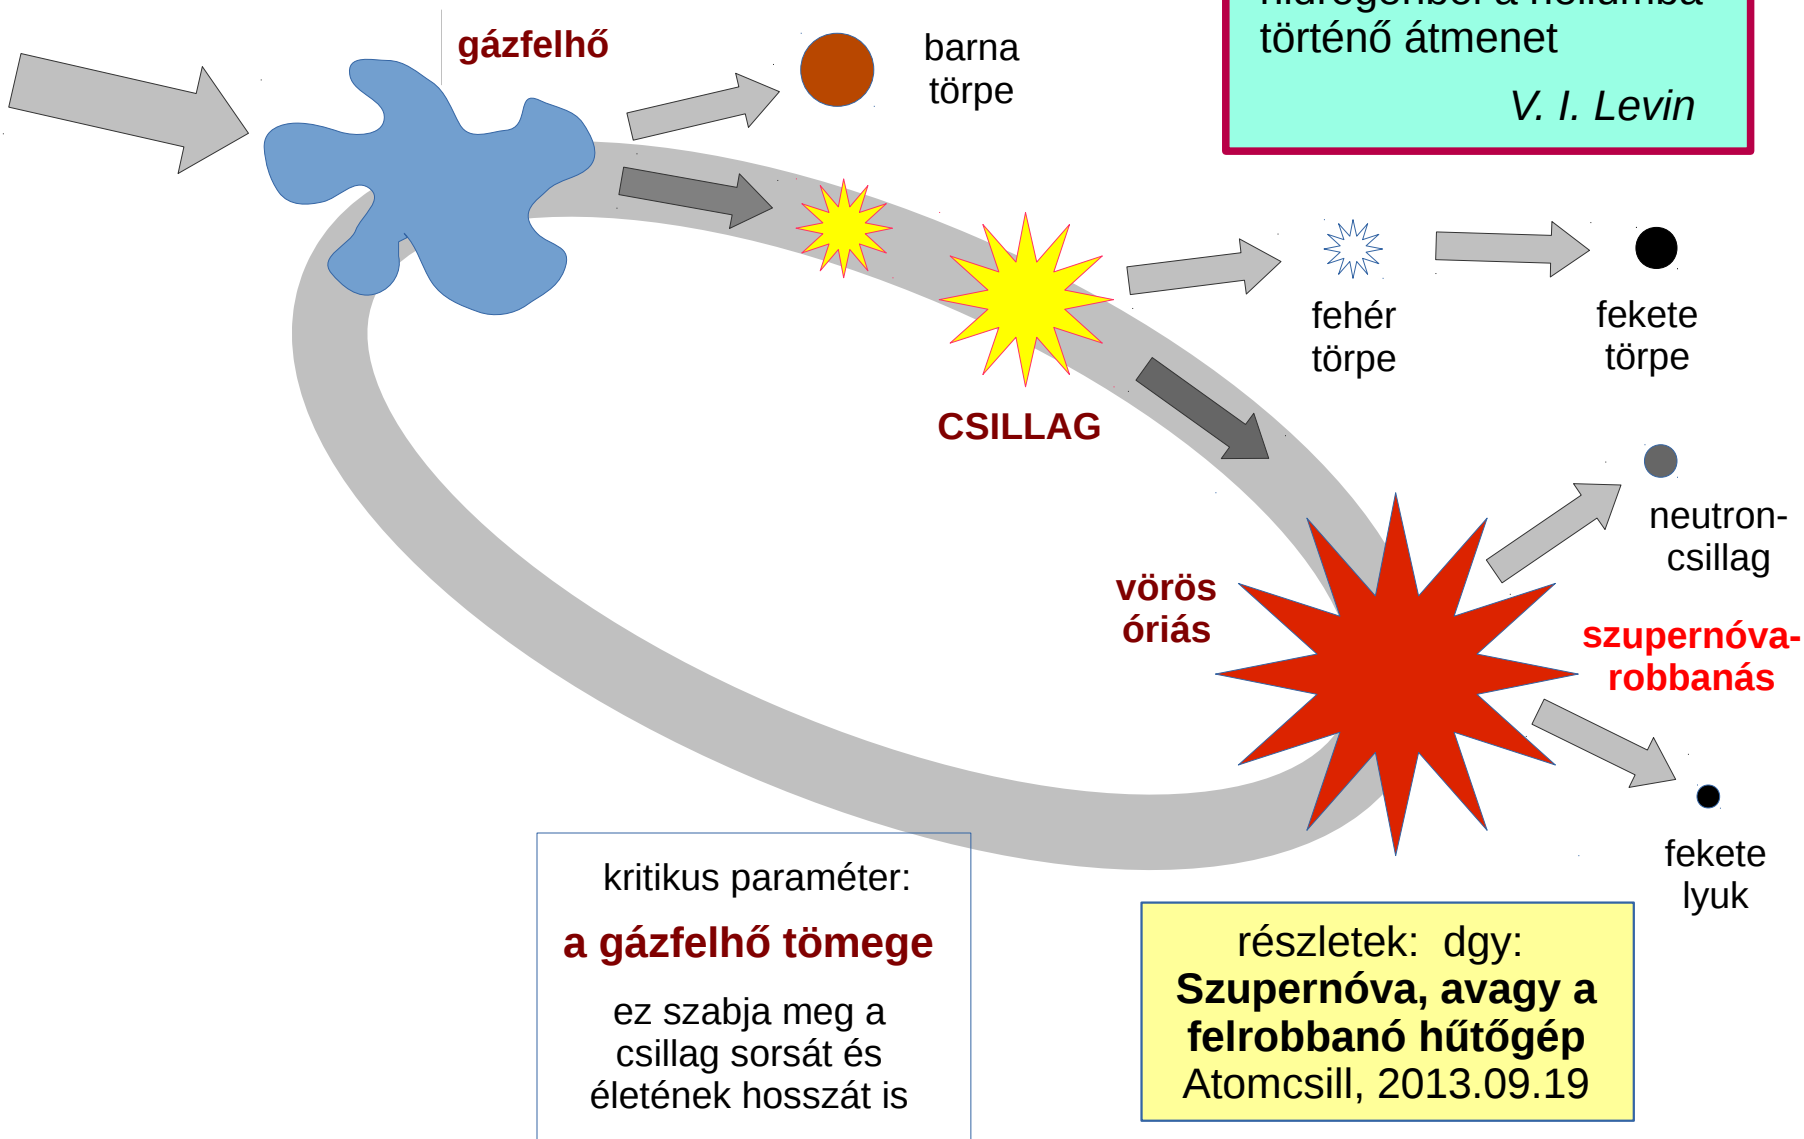 hidrogénből a héliumba
történő átmenet
V. I. Levin
gázfelhő
barna
törpe
fehér
törpe
fekete
törpe
CSILLAG
neutron-
csillag
vörös
óriás
szupernóva-
robbanás
fekete
lyuk
kritikus paraméter:
a gázfelhő tömege
ez szabja meg a
csillag sorsát és
életének hosszát is
részletek: dgy:
Szupernóva, avagy a
felrobbanó hűtőgép
Atomcsill, 2013.09.19